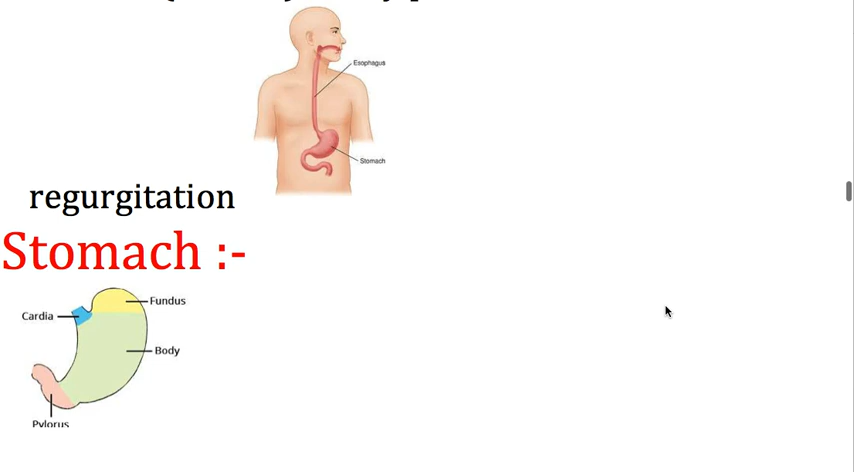 Esophagus
Stomach
regurgitation
Stomach :-
Fundus
Cardia
Body
Pylorus